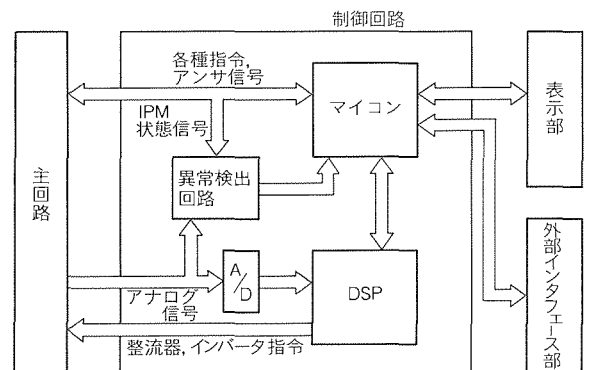 制御回路
各種指令,
アンサ信号
IPM
状態信号
マイコン
表示部
主回路
異常検出
回路
外部インタフェース部
A/D
DSP
アナログ
信号
整流器, インバータ指令